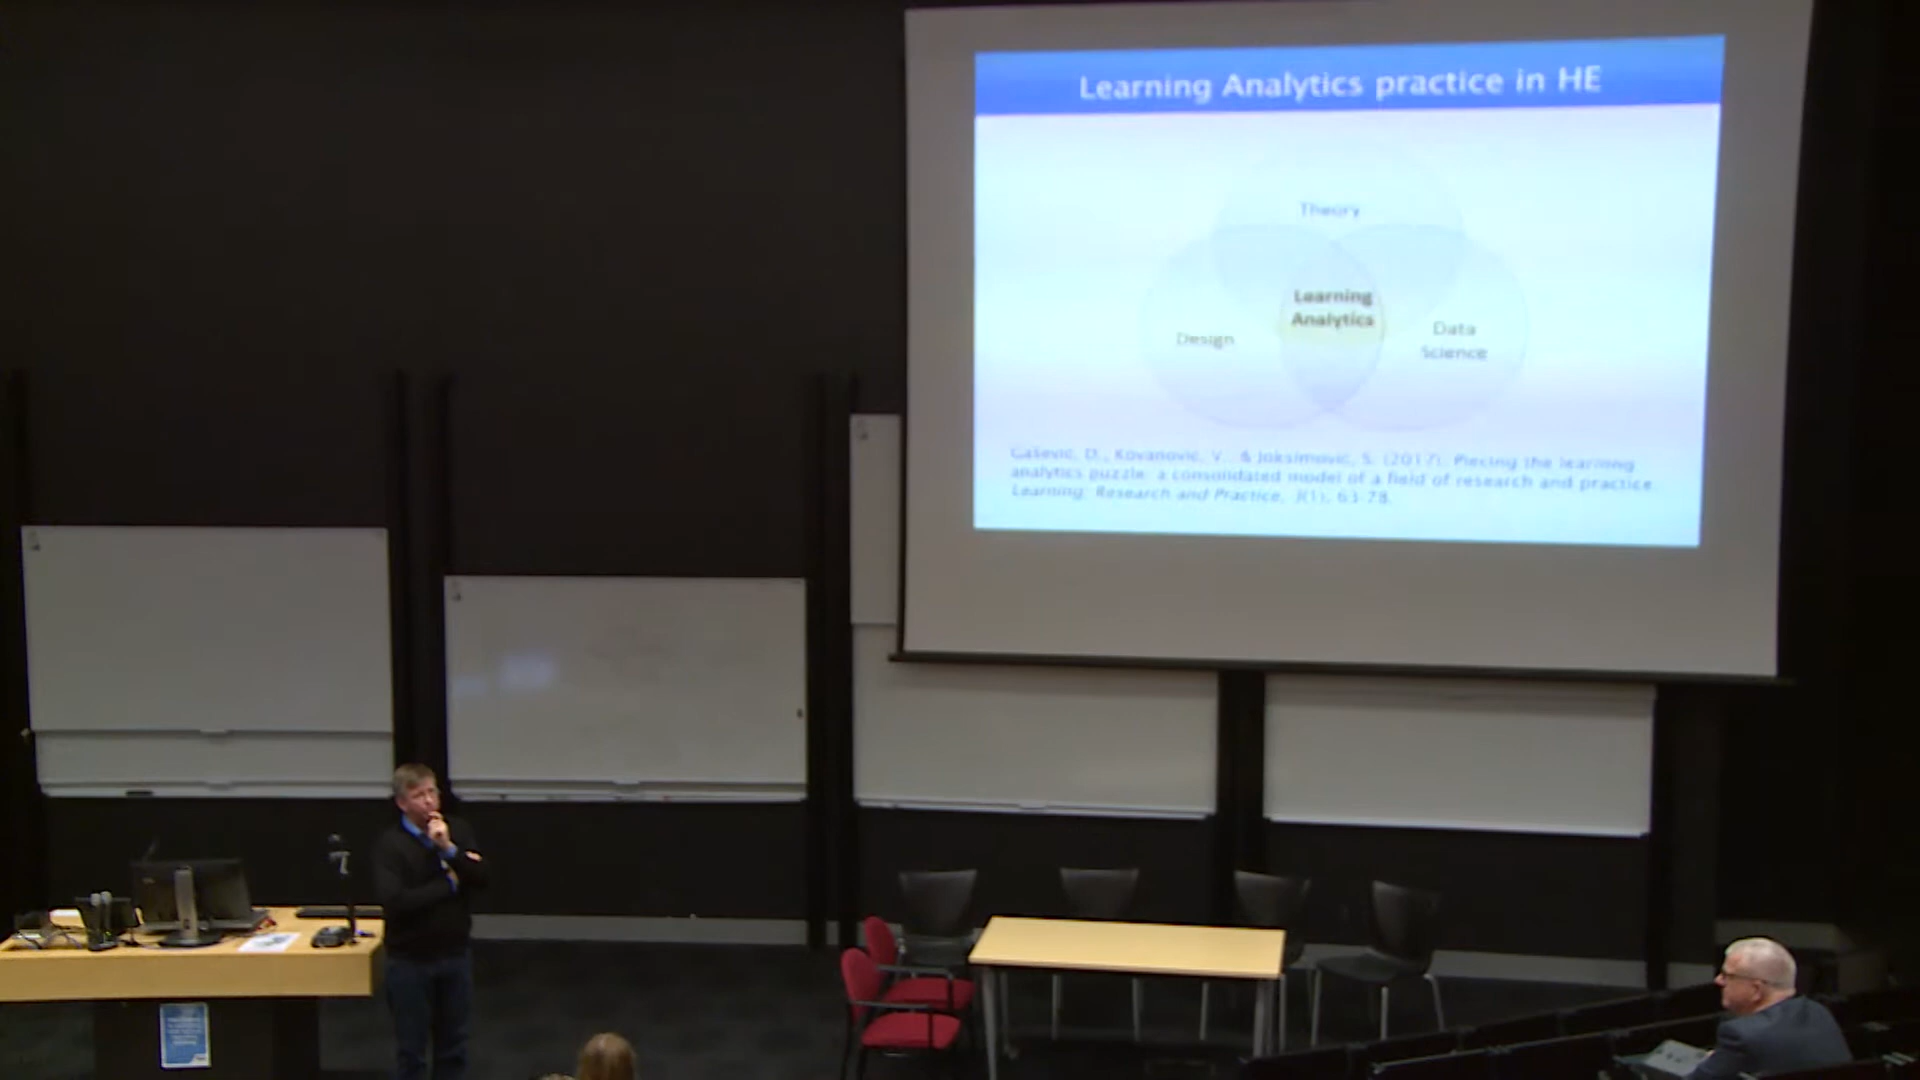 Learning Analytics practice in HE
Theory
Learning
Analytics
Design
Data
Science
Gašević, D., Kovanović, V., & Joksimović, S. (2017). Piecing the learning
analytics puzzle: a consolidated model of a field of research and practice.
Learning: Research and Practice, 3(1), 63-78.